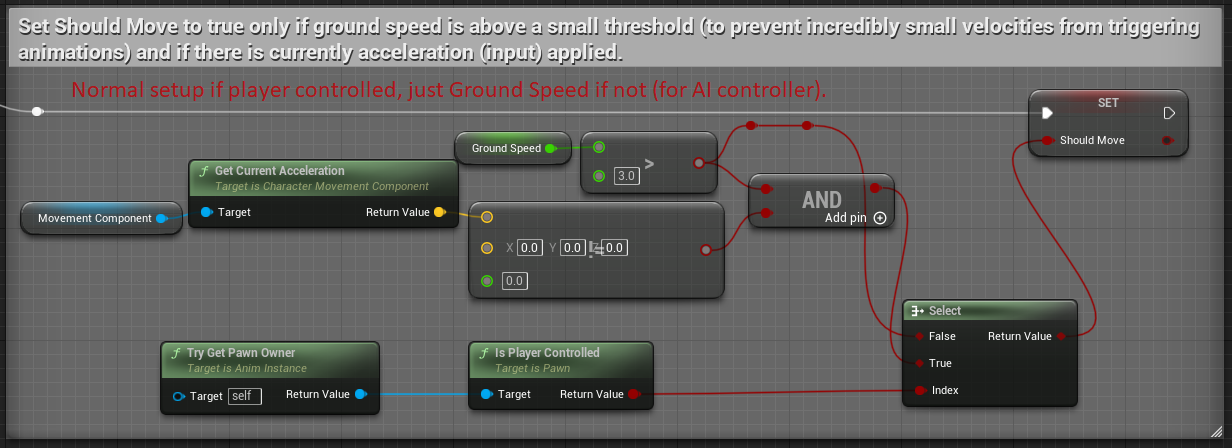 Set Should Move to true only if ground speed is above a small threshold (to prevent incredibly small velocities from triggering
animations) and if there is currently acceleration (input) applied.
Normal setup if player controlled, just Ground Speed if not (for AI controller).
SET
Should Move
Ground Speed
>
3.0
Get Current Acceleration
Target is Character Movement Component
Movement Component
Target Return Value
AND
Add pin
X 0.0 Y 0.0 Z 0.0
!=
0.0
Select
False Return Value
True
Index
Try Get Pawn Owner
Target is Anim Instance
Target self Return Value
Is Player Controlled
Target is Pawn
Target Return Value